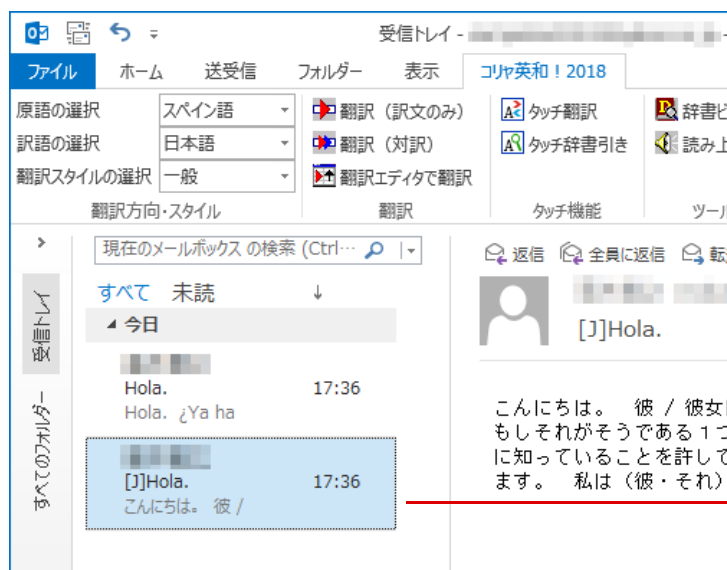 受信トレイ -
ファイル ホーム 送受信 フォルダー 表示 コリャ英和！2018
原語の選択 スペイン語 翻訳（訳文のみ） タッチ翻訳 辞書ビ
訳語の選択 日本語 翻訳（対訳） タッチ辞書引き 読み上
翻訳スタイルの選択 一般 翻訳エディタで翻訳
翻訳方向・スタイル 翻訳 タッチ機能 ツール
現在のメールボックス の検索 (Ctrl… 返信 全員に返信 転
すべて 未読 ↓
今日
[J]Hola.
Hola. 17:36
Hola. ¿Ya ha
[J]Hola. 17:36
こんにちは。 彼 /
こんにちは。 彼 / 彼女
もしそれがそうである１つ
に知っていることを許して
ます。 私は（彼・それ）
受信トレイ
すべてのフォルダー